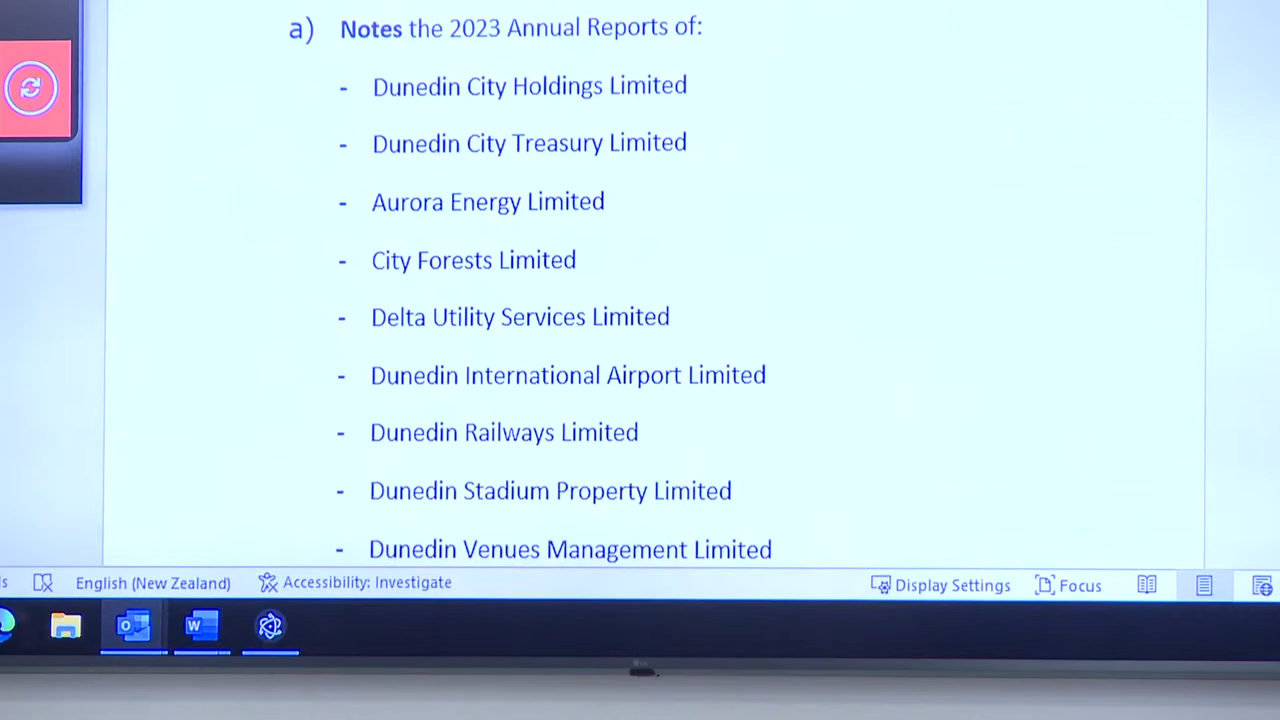 a) Notes the 2023 Annual Reports of:
- Dunedin City Holdings Limited
- Dunedin City Treasury Limited
- Aurora Energy Limited
- City Forests Limited
- Delta Utility Services Limited
- Dunedin International Airport Limited
- Dunedin Railways Limited
- Dunedin Stadium Property Limited
- Dunedin Venues Management Limited
English (New Zealand) Accessibility: Investigate Display Settings Focus